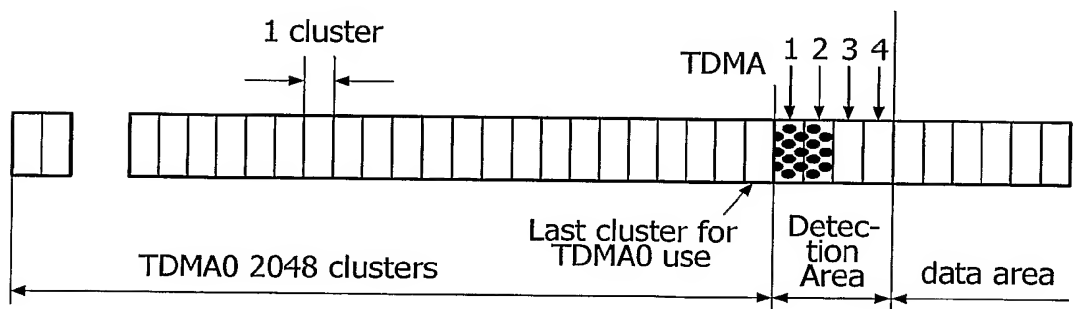 1 cluster
TDMA 1 2 3 4
Last cluster for
TDMA0 use
Detec-
tion
Area
TDMA0 2048 clusters
data area